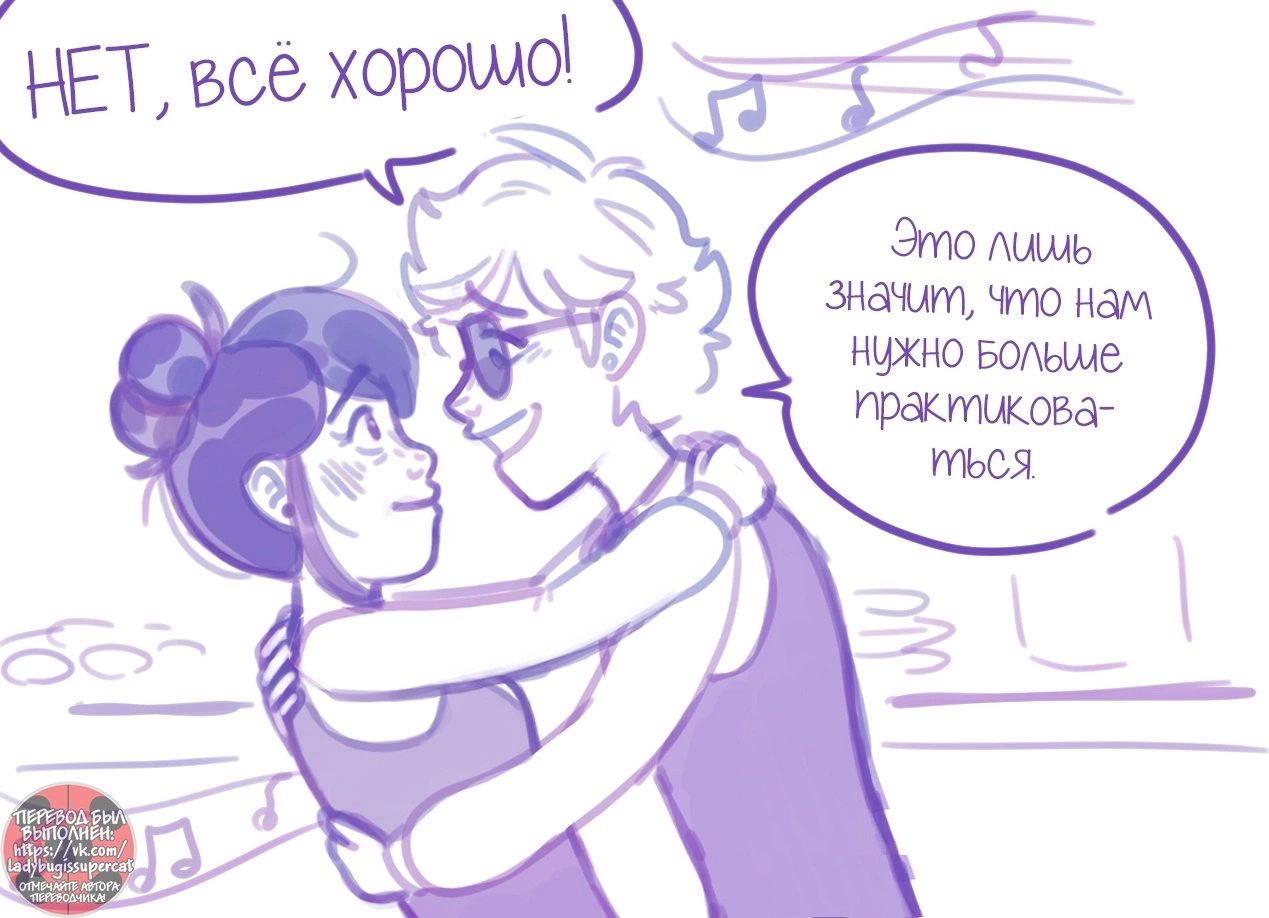 НЕТ, всё хорошо!
Это лишь
значит, что нам
нужно больше
практикова-
ться.
ПЕРЕВОД БЫЛ
ВЫПОЛНЕН:
https://vk.com/
ladybugissupercat
ОТМЕЧАЙТЕ АВТОРА
ПЕРЕВОДЧИКА!